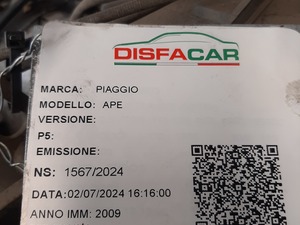 DISFACAR
MARCA: PIAGGIO
MODELLO: APE
VERSIONE:
P5:
EMISSIONE:
NS: 1567/2024
DATA:02/07/2024 16:16:00
ANNO IMM: 2009